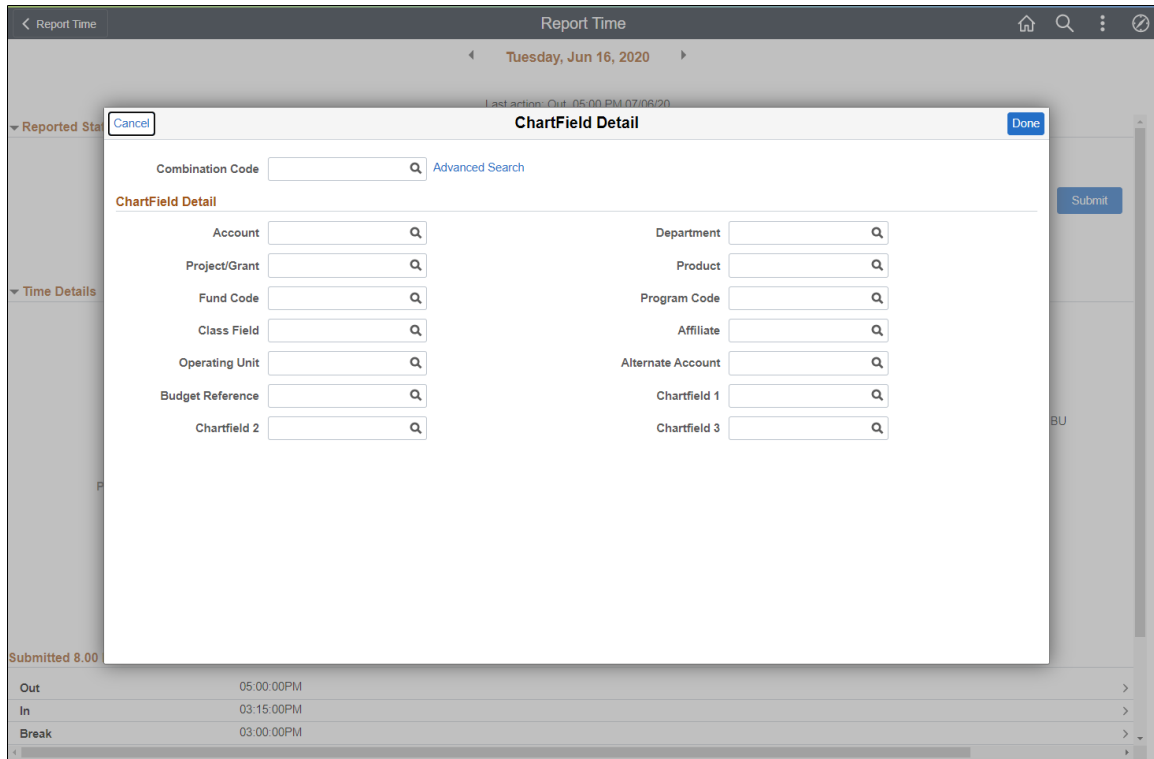 Report Time
Report Time
Tuesday, Jun 16, 2020
Last action: Out, 05:00 PM 07/06/20
Reported Stat
Cancel
ChartField Detail
Done
Combination Code
Advanced Search
Submit
ChartField Detail
Account
Department
Project/Grant
Product
Time Details
Fund Code
Program Code
Class Field
Affiliate
Operating Unit
Alternate Account
Budget Reference
Chartfield 1
BU
Chartfield 2
Chartfield 3
P
Submitted 8.00
Out 05:00:00PM
In 03:15:00PM
Break 03:00:00PM